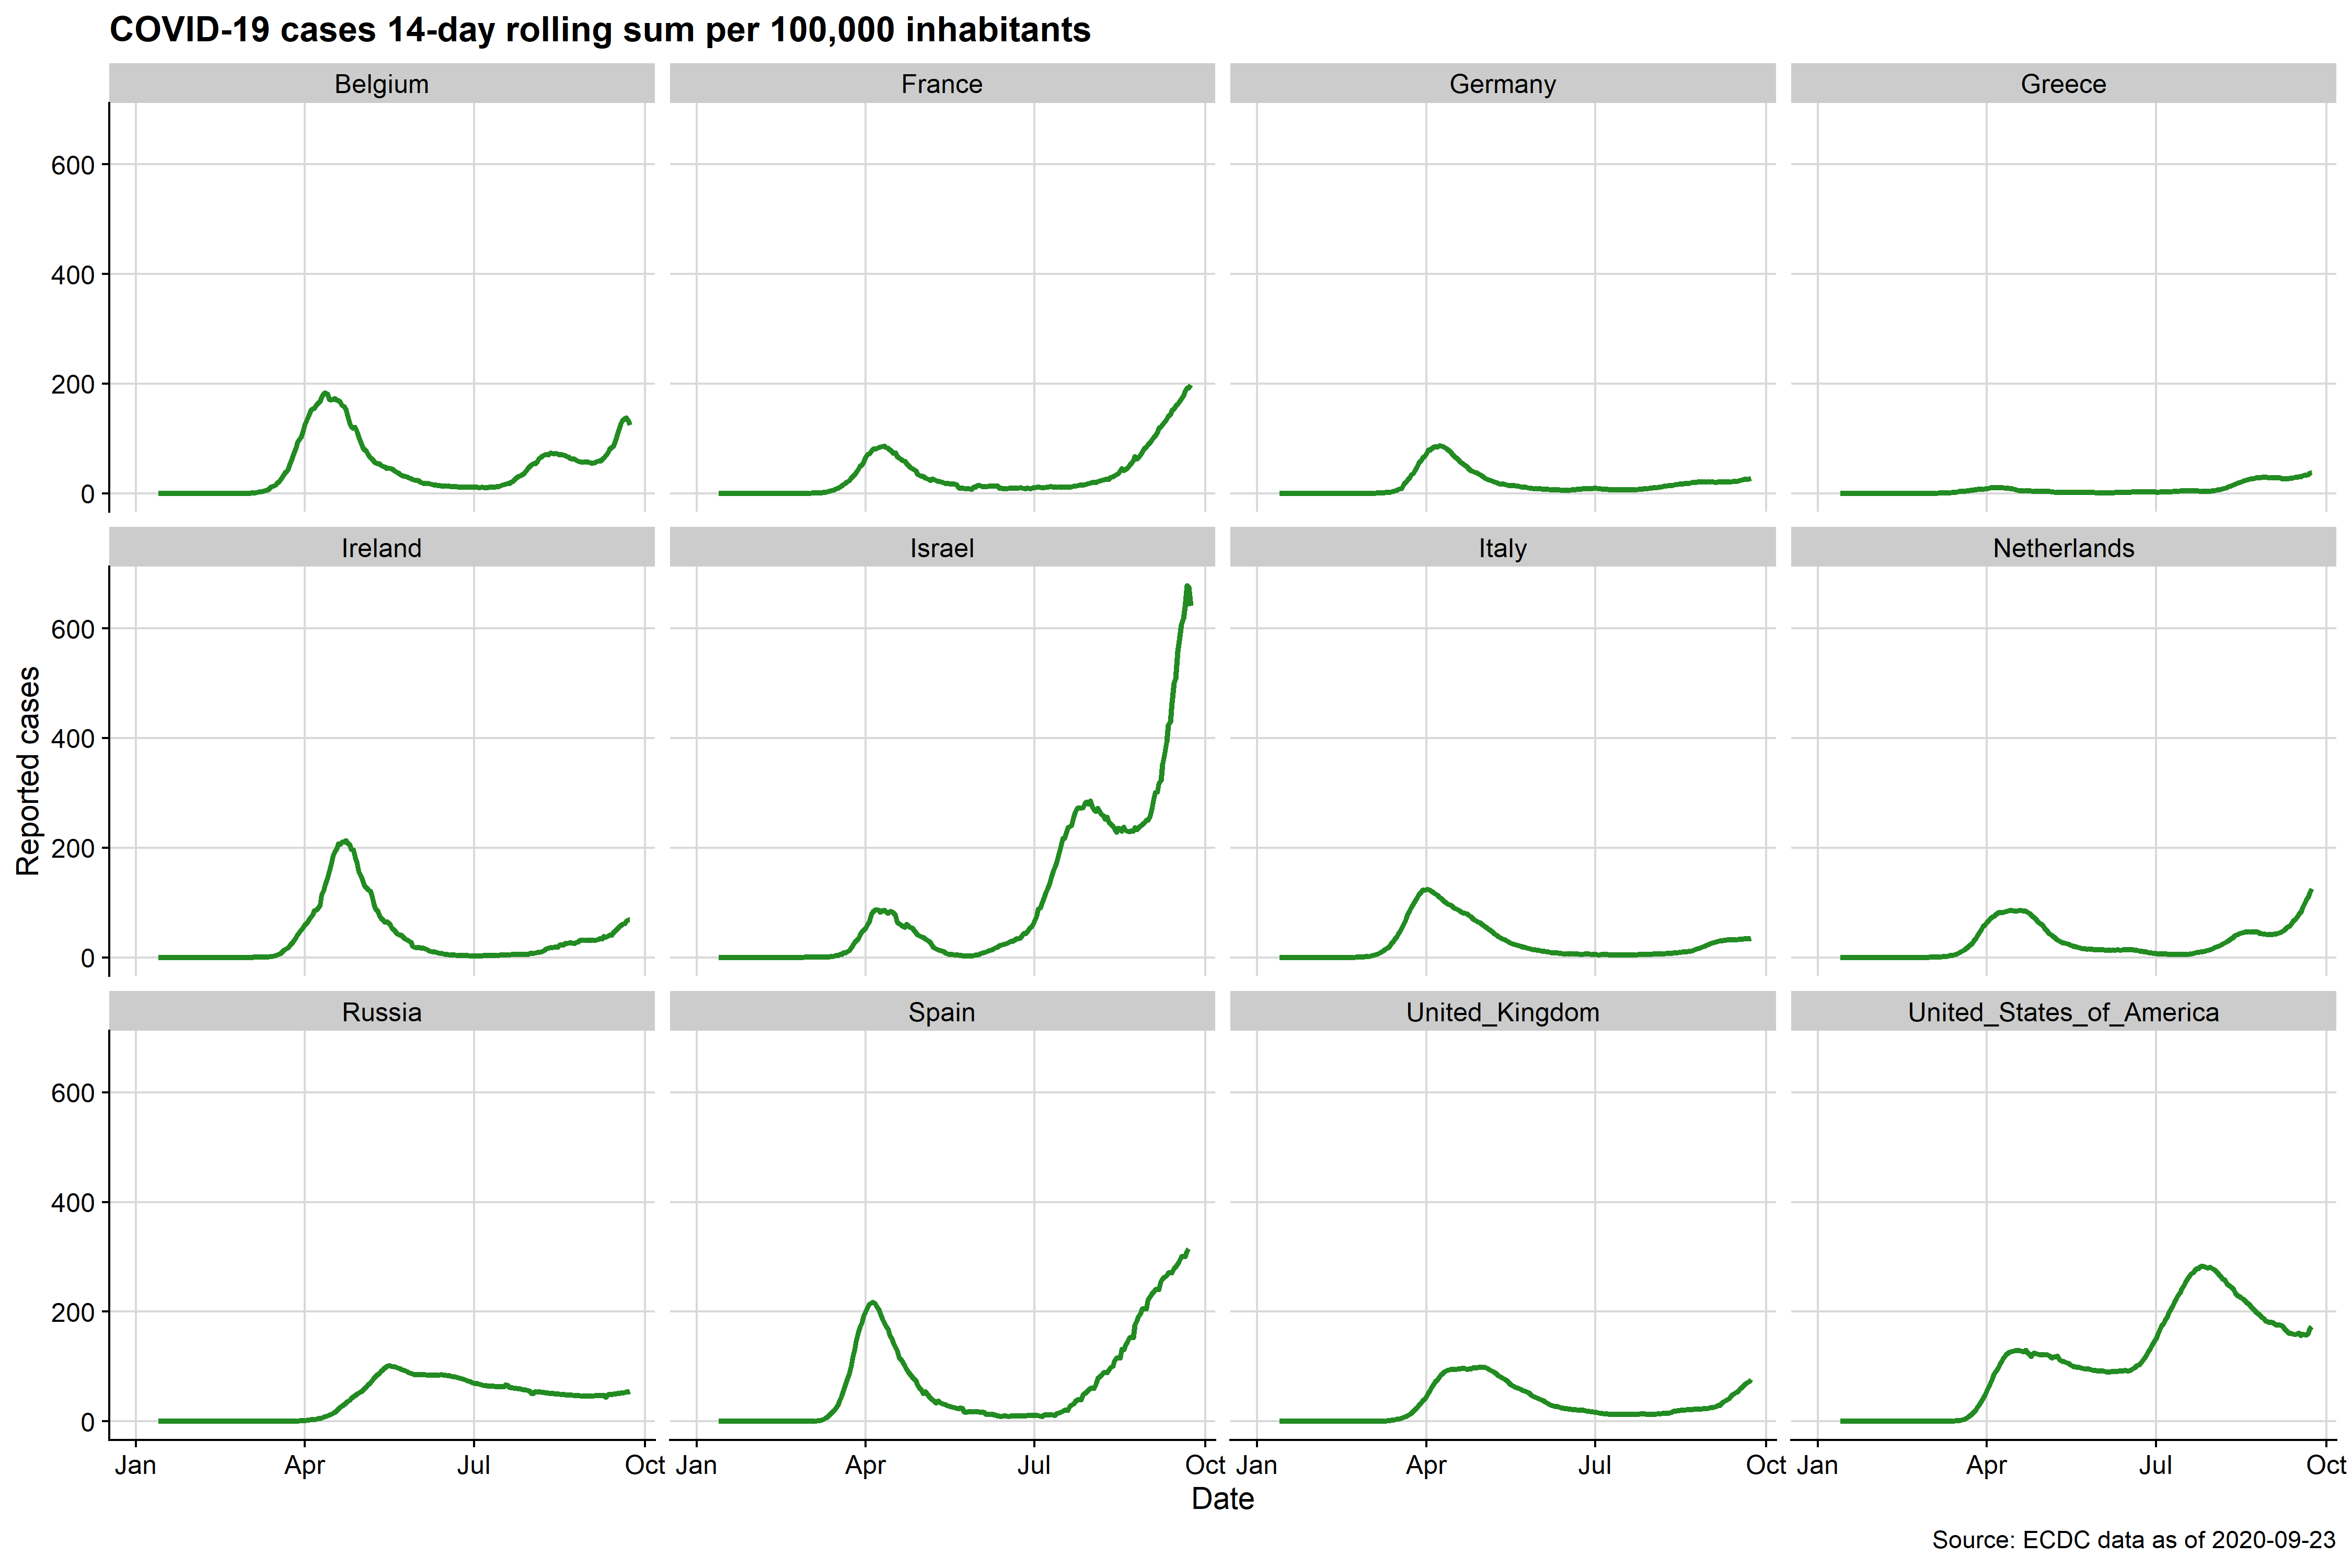 COVID-19 cases 14-day rolling sum per 100,000 inhabitants
Belgium
France
Germany
Greece
600
400
200
0
Ireland
Israel
Italy
Netherlands
600
400
200
0
Reported cases
Russia
Spain
United_Kingdom
United_States_of_America
600
400
200
0
Jan Apr Jul Oct
Jan Apr Jul Oct
Jan Apr Jul Oct
Jan Apr Jul Oct
Date
Source: ECDC data as of 2020-09-23